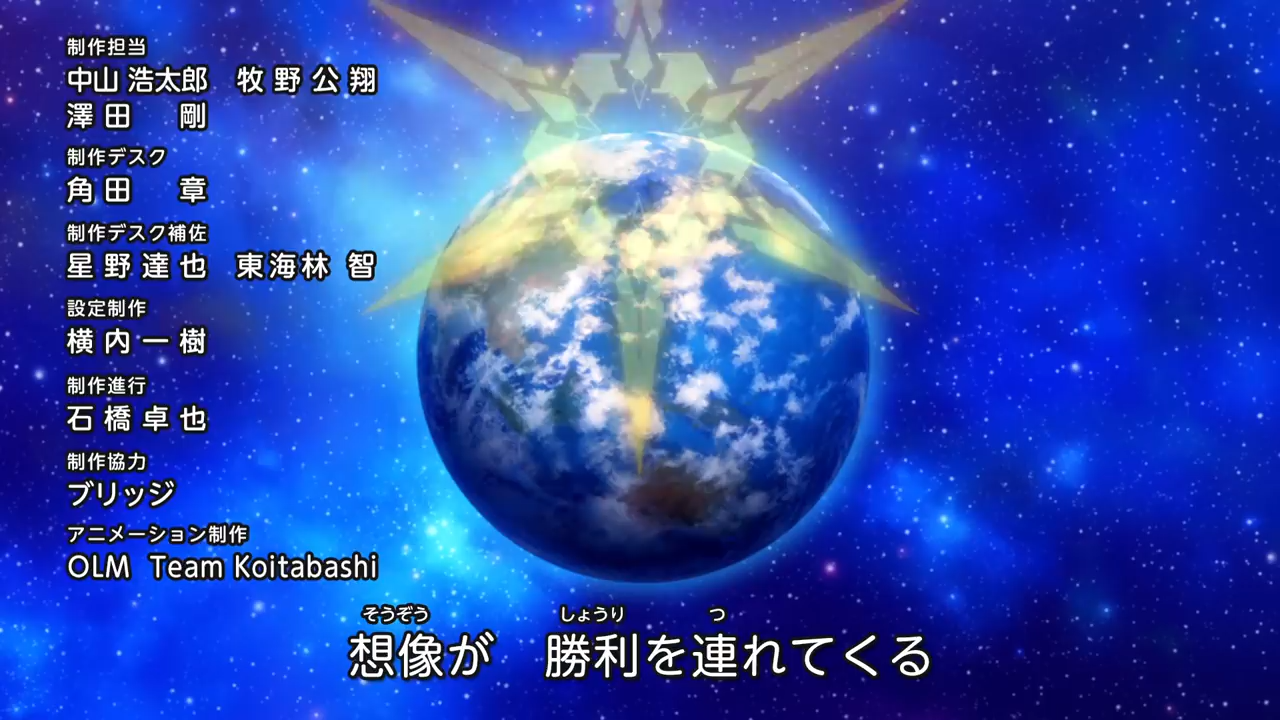 制作担当
中山 浩太郎　牧野公翔
澤田　剛
制作デスク
角田　章
制作デスク補佐
星野達也　東海林 智
設定制作
横内一樹
制作進行
石橋卓也
制作協力
ブリッジ
アニメーション制作
OLM Team Koitabashi
そうぞう　しょうり　つ
想像が　勝利を連れてくる